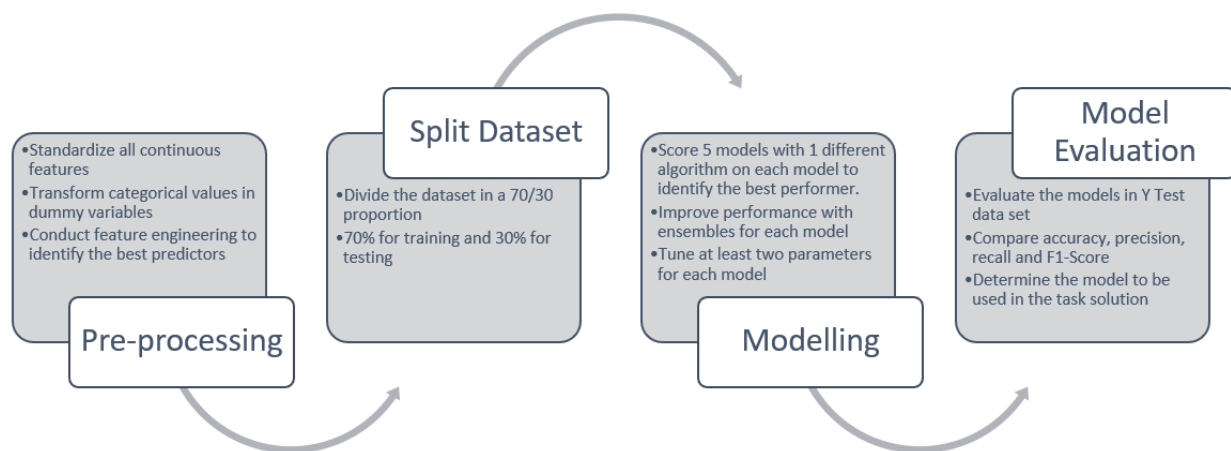 •Standardize all continuous
features
•Transform categorical values in
dummy variables
•Conduct feature engineering to
identify the best predictors
Pre-processing
Split Dataset
•Divide the dataset in a 70/30
proportion
•70% for training and 30% for
testing
•Score 5 models with 1 different
algorithm on each model to
identify the best performer.
•Improve performance with
ensembles for each model
•Tune at least two parameters
for each model
Modelling
Model
Evaluation
•Evaluate the models in Y Test
data set
•Compare accuracy, precision,
recall and F1-Score
•Determine the model to be
used in the task solution